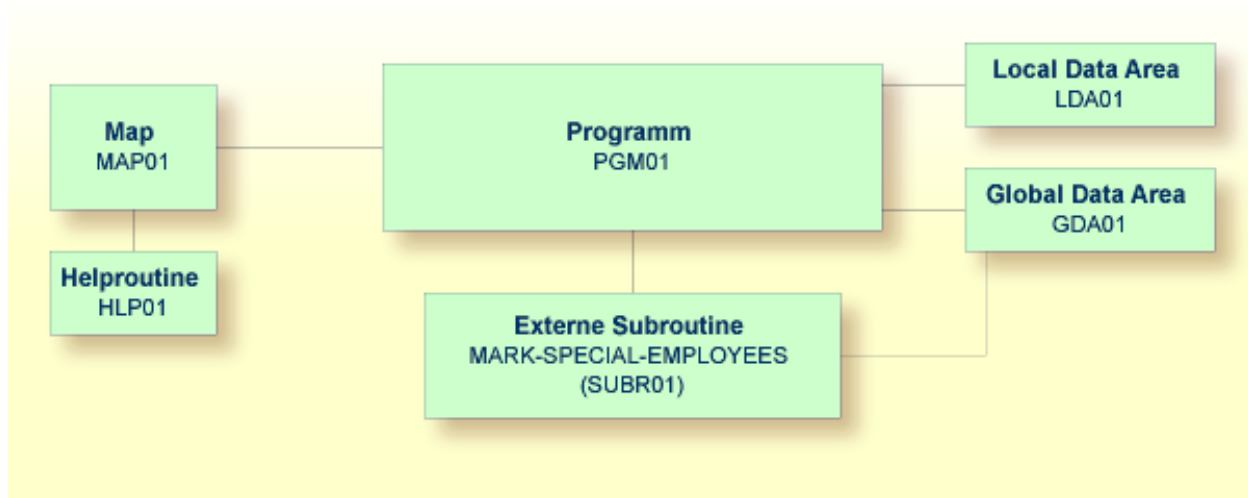 Map
MAP01
Helproutine
HLP01
Programm
PGM01
Externe Subroutine
MARK-SPECIAL-EMPLOYEES
(SUBR01)
Local Data Area
LDA01
Global Data Area
GDA01